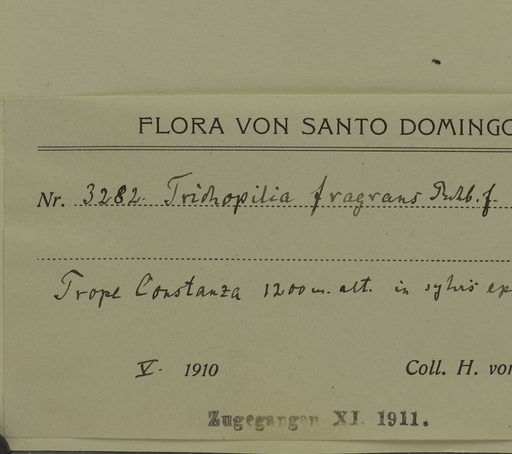 FLORA VON SANTO DOMINGO
Nr. 3282. Trichopilia fragrans Rchb. f.
Prope Constanza 1200 m. alt. in sylvis ep
V. 1910 Coll. H. von
Zugegangen XI. 1911.